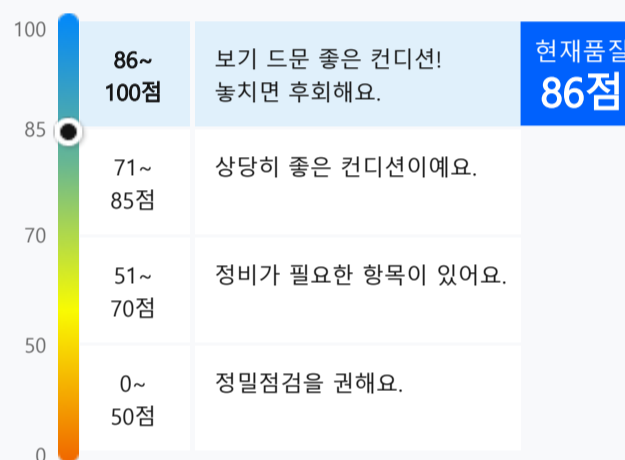 100
86~
100점
보기 드문 좋은 컨디션!
놓치면 후회해요.
현재품질
86점
85
71~
85점
상당히 좋은 컨디션이예요.
70
51~
70점
정비가 필요한 항목이 있어요.
50
0~
50점
정밀점검을 권해요.
0